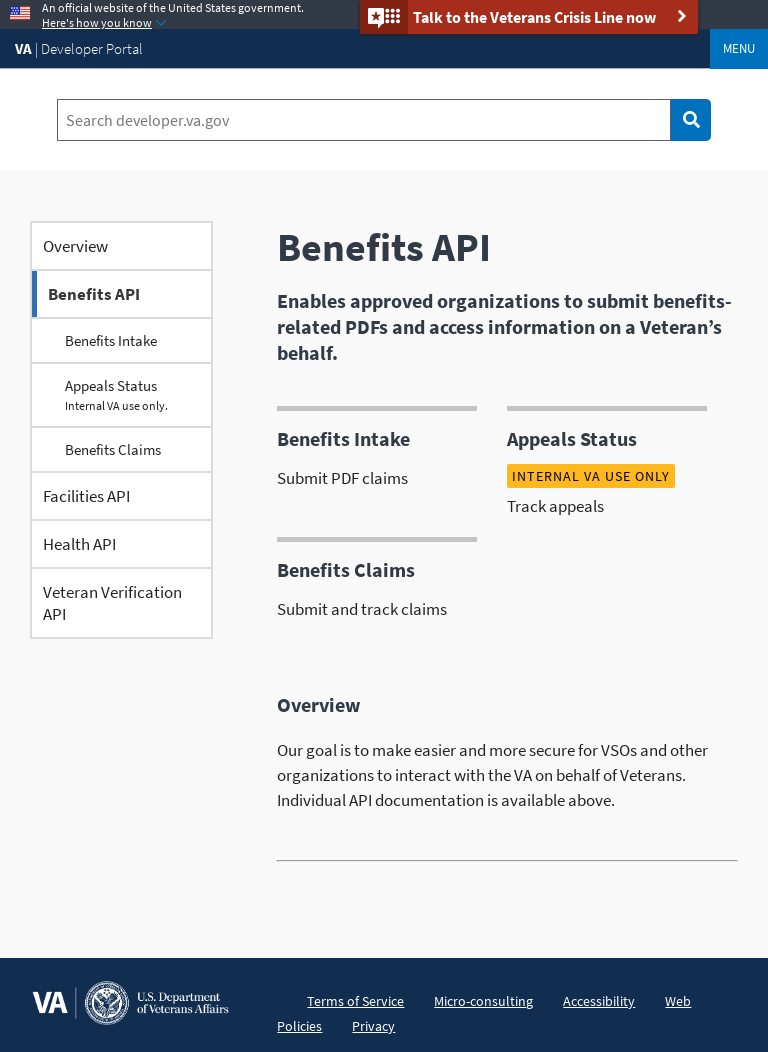 An official website of the United States government.
Here's how you know
Talk to the Veterans Crisis Line now
VA | Developer Portal
MENU
Search developer.va.gov
Overview
Benefits API
Benefits Intake
Appeals Status
Internal VA use only.
Benefits Claims
Facilities API
Health API
Veteran Verification
API
Benefits API
Enables approved organizations to submit benefits-
related PDFs and access information on a Veteran’s
behalf.
Benefits Intake
Submit PDF claims
Appeals Status
INTERNAL VA USE ONLY
Track appeals
Benefits Claims
Submit and track claims
Overview
Our goal is to make easier and more secure for VSOs and other
organizations to interact with the VA on behalf of Veterans.
Individual API documentation is available above.
VA
U.S. Department
of Veterans Affairs
Terms of Service Micro-consulting Accessibility Web
Policies Privacy